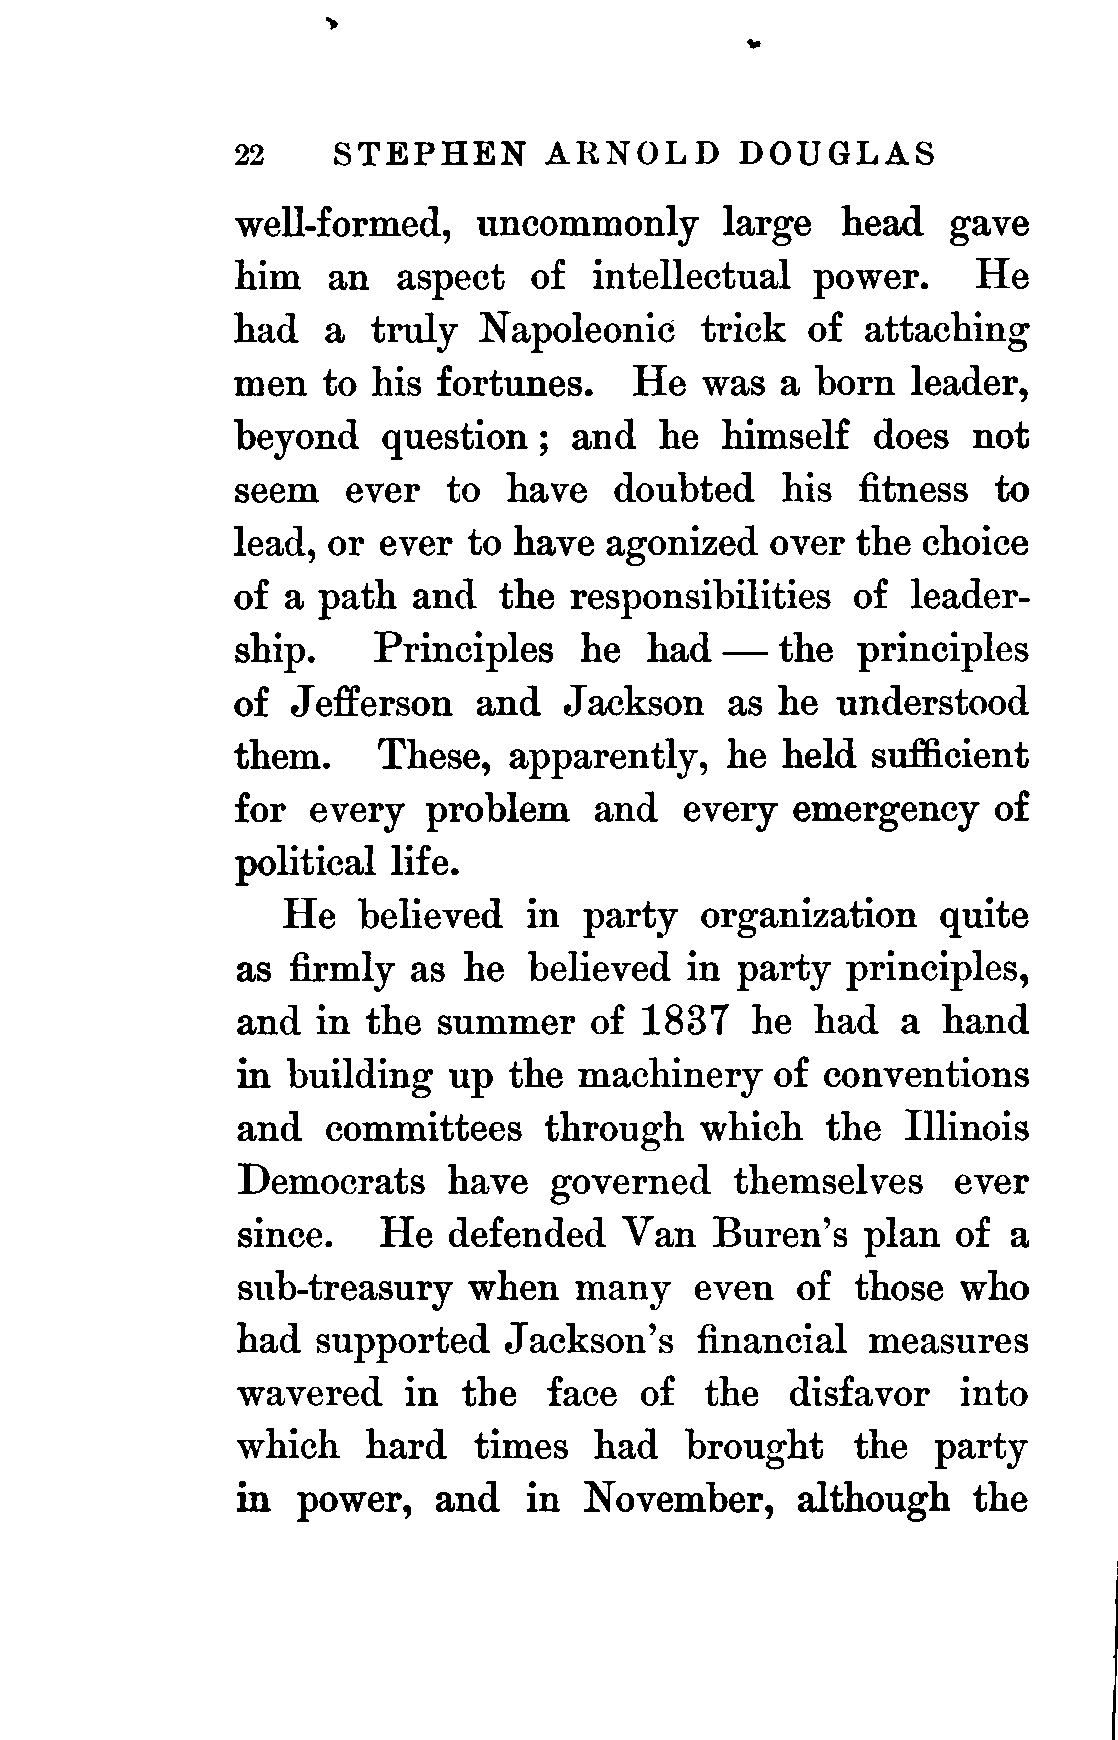 22 STEPHEN ARNOLD DOUGLAS
well-formed, uncommonly large head gave
him an aspect of intellectual power. He
had a truly Napoleonic trick of attaching
men to his fortunes. He was a born leader,
beyond question; and he himself does not
seem ever to have doubted his fitness to
lead, or ever to have agonized over the choice
of a path and the responsibilities of leader-
ship. Principles he had — the principles
of Jefferson and Jackson as he understood
them. These, apparently, he held sufficient
for every problem and every emergency of
political life.
He believed in party organization quite
as firmly as he believed in party principles,
and in the summer of 1837 he had a hand
in building up the machinery of conventions
and committees through which the Illinois
Democrats have governed themselves ever
since. He defended Van Buren's plan of a
sub-treasury when many even of those who
had supported Jackson's financial measures
wavered in the face of the disfavor into
which hard times had brought the party
in power, and in November, although the